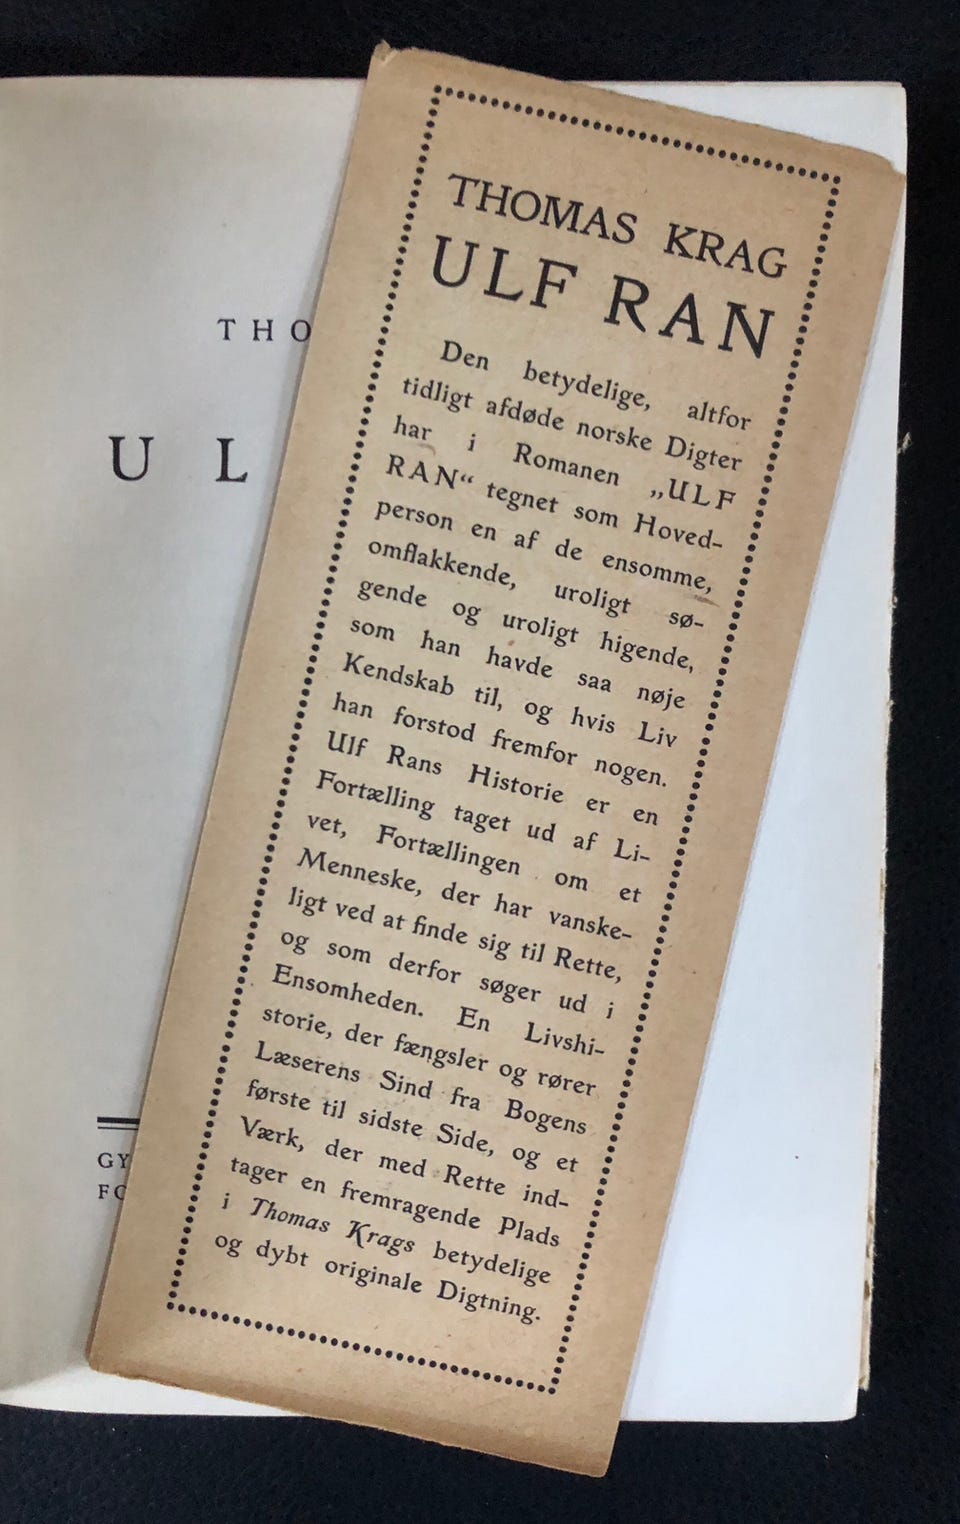 THO
U L
GY
FO
THOMAS KRAG
ULF RAN
Den betydelige, altfor
tidligt afdøde norske Digter
har i Romanen „ULF
RAN“ tegnet som Hoved-
person en af de ensomme,
omflakkende, uroligt sø-
gende og uroligt higende,
som han havde saa nøje
Kendskab til, og hvis Liv
han forstod fremfor nogen.
Ulf Rans Historie er en
Fortælling taget ud af Li-
vet, Fortællingen om et
Menneske, der har vanske-
ligt ved at finde sig til Rette,
og som derfor søger ud i
Ensomheden. En Livshi-
storie, der fængsler og rører
Læserens Sind fra Bogens
første til sidste Side, og et
Værk, der med Rette ind-
tager en fremragende Plads
i Thomas Krags betydelige
og dybt originale Digtning.